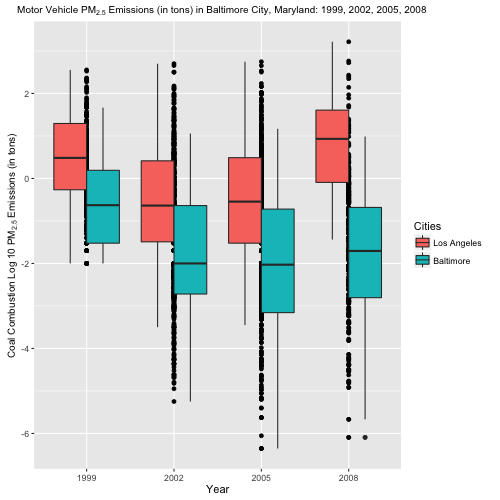 Motor Vehicle PM2.5 Emissions (in tons) in Baltimore City, Maryland: 1999, 2002, 2005, 2008
Coal Combustion Log 10 PM2.5 Emissions (in tons)
2
0
-2
-4
-6
1999 2002 2005 2008
Year
Cities
Los Angeles
Baltimore